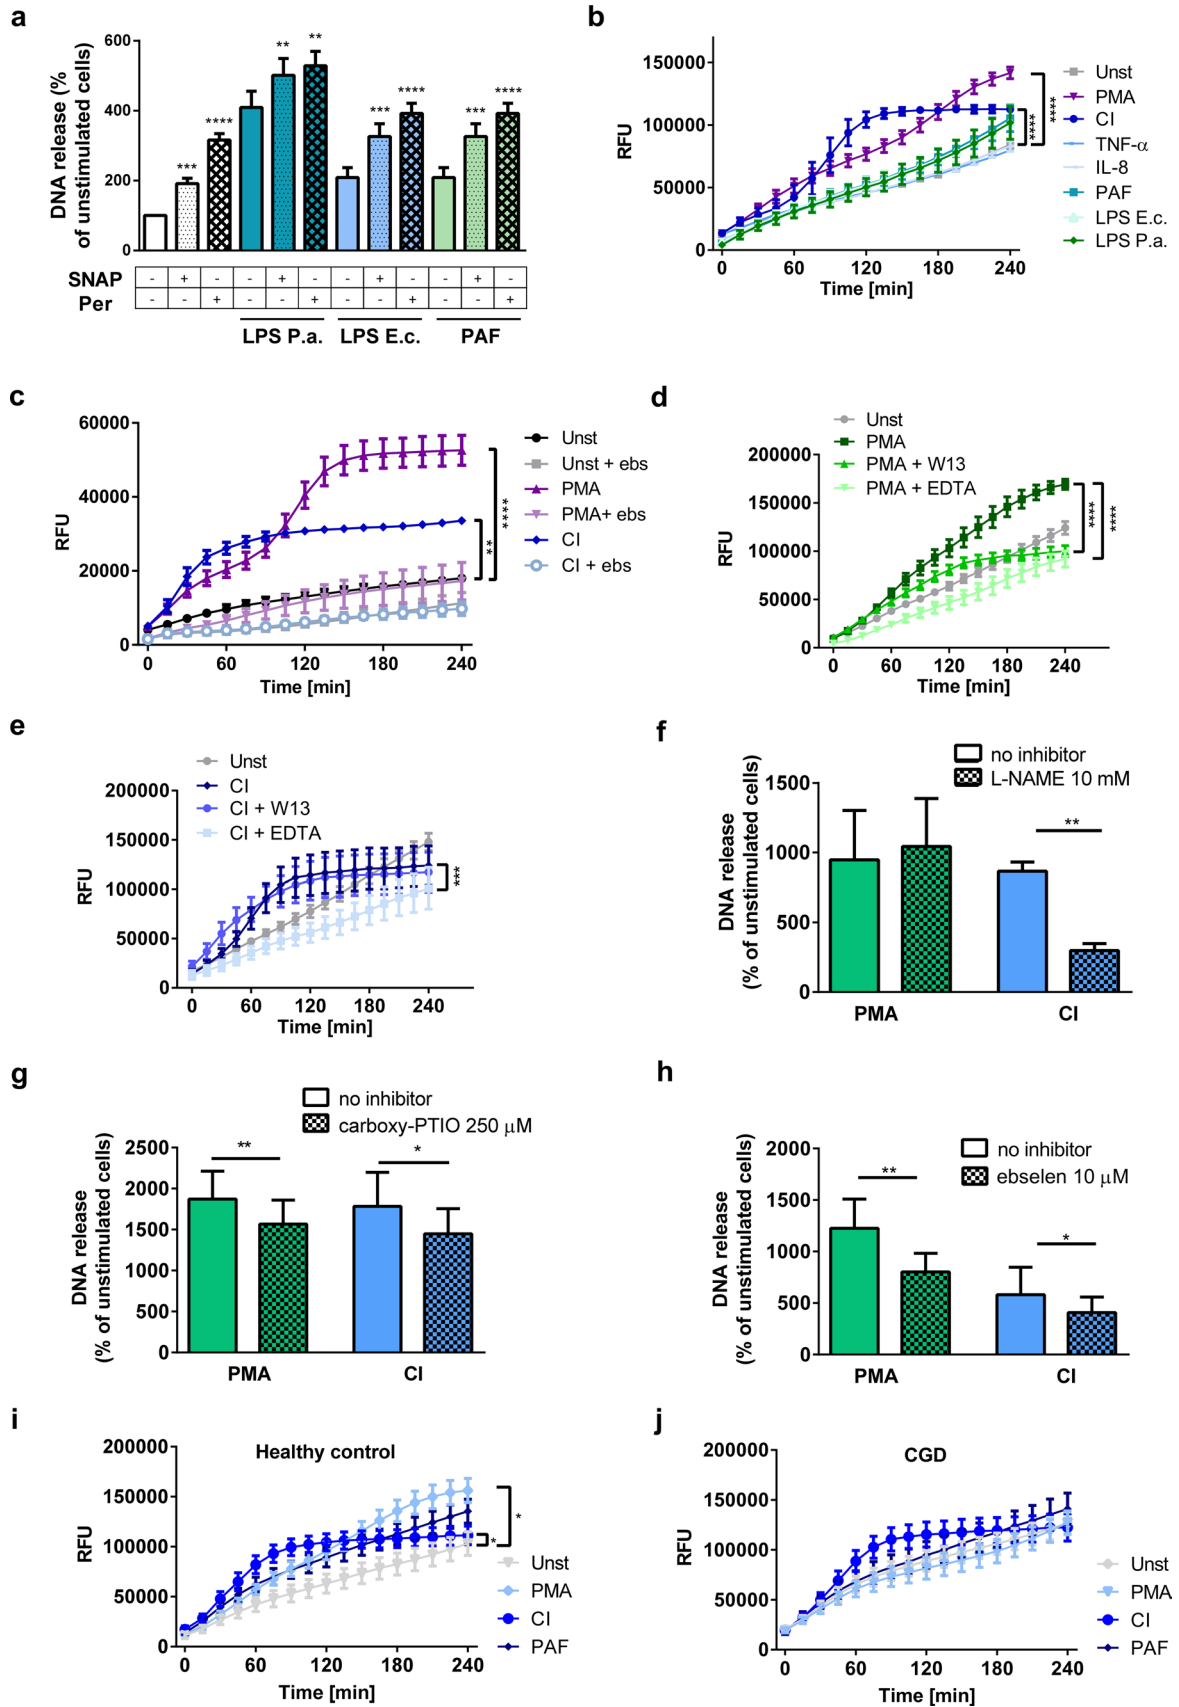 a
DNA release (%
of unstimulated cells)
600
400
200
0
*** **** ** ** *** **** *** ****
SNAP - + - - + - - + - - + -
Per - - + - - + - - + - - +
LPS P.a. LPS E.c. PAF
b
RFU
150000
100000
50000
0
0 60 120 180 240
Time [min]
Unst
PMA
CI
TNF-α
IL-8
PAF
LPS E.c.
LPS P.a.
****
****
c
RFU
60000
40000
20000
0
0 60 120 180 240
Time [min]
Unst
Unst + ebs
PMA
PMA+ ebs
CI
CI + ebs
****
**
d
Unst
PMA
PMA + W13
PMA + EDTA
RFU
200000
150000
100000
50000
0
0 60 120 180 240
Time [min]
****
****
e
Unst
CI
CI + W13
CI + EDTA
RFU
200000
150000
100000
50000
0
0 60 120 180 240
Time [min]
***
f
no inhibitor
L-NAME 10 mM
DNA release
(% of unstimulated cells)
1500
1000
500
0
**
PMA CI
g
no inhibitor
carboxy-PTIO 250 μM
DNA release
(% of unstimulated cells)
2500
2000
1500
1000
500
0
** *
PMA CI
h
no inhibitor
ebselen 10 μM
DNA release
(% of unstimulated cells)
2000
1500
1000
500
0
** *
PMA CI
i
Healthy control
RFU
200000
150000
100000
50000
0
0 60 120 180 240
Time [min]
Unst
PMA
CI
PAF
*
*
j
CGD
RFU
200000
150000
100000
50000
0
0 60 120 180 240
Time [min]
Unst
PMA
CI
PAF